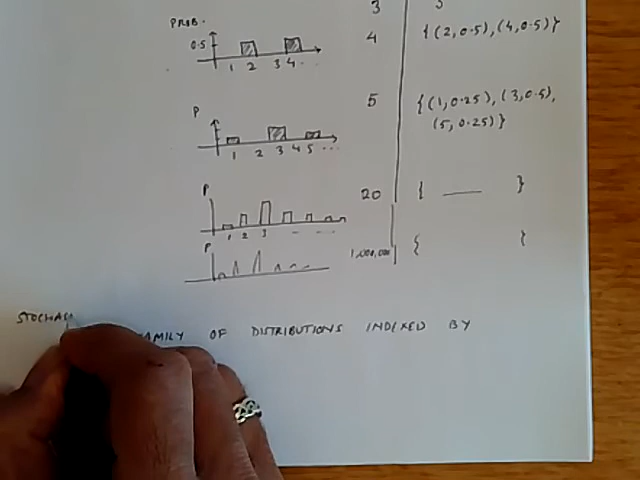 3
PROB.
0.5
1 2 3 4 ...
4 {(2,0.5),(4,0.5)}
P
1 2 3 4 5 ...
5 {(1,0.25),(3,0.5),
(5,0.25)}
P
1 2 3 - ...
20 { — }
P
1,000,000 { }
FAMILY OF DISTRIBUTIONS INDEXED BY